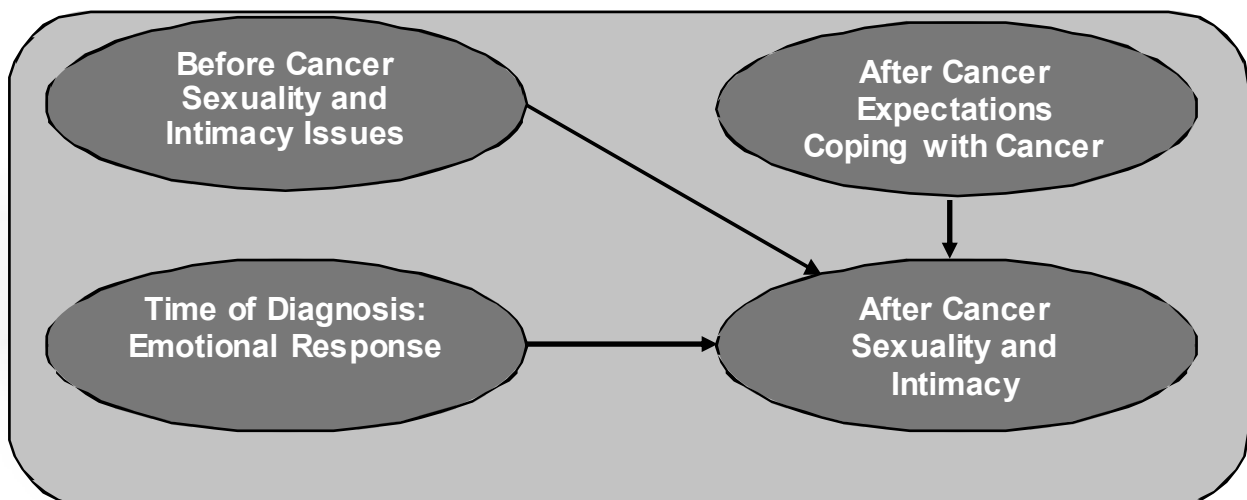 Before Cancer
Sexuality and
Intimacy Issues
After Cancer
Expectations
Coping with Cancer
Time of Diagnosis:
Emotional Response
After Cancer
Sexuality and
Intimacy